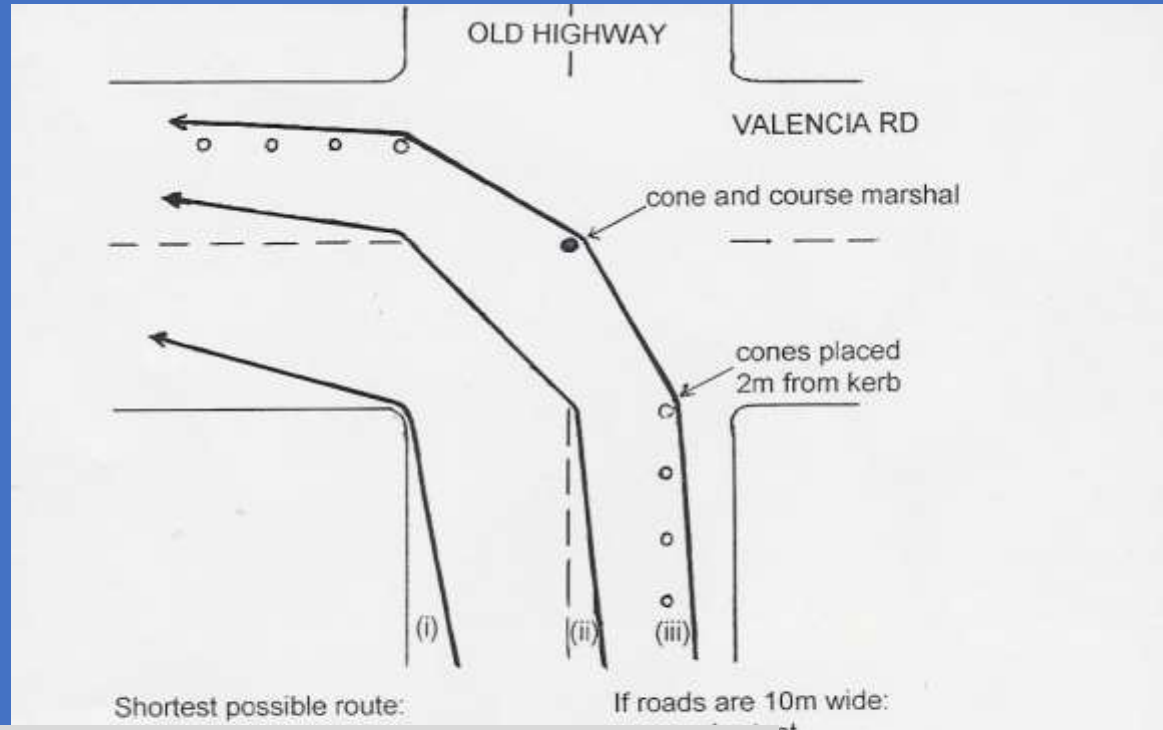 OLD HIGHWAY
VALENCIA RD
cone and course marshal
cones placed
2m from kerb
(i)
(ii)
(iii)
Shortest possible route:
If roads are 10m wide: